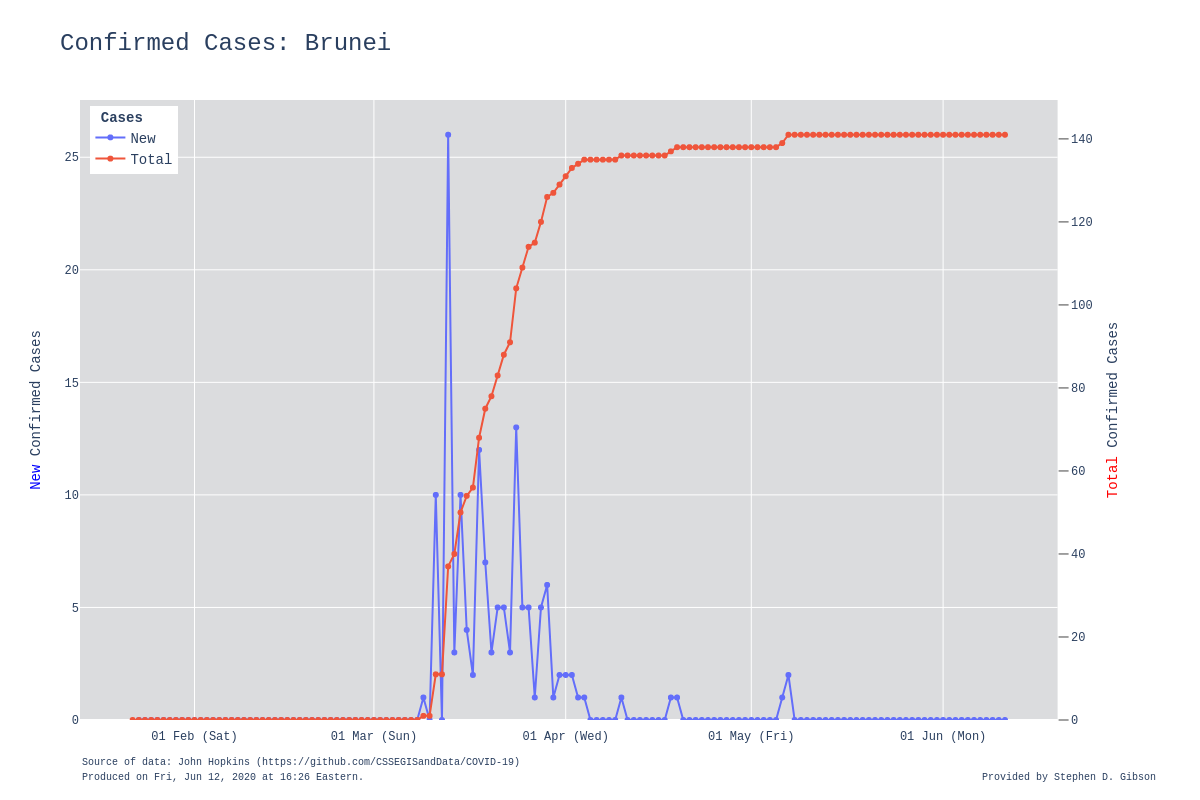 Confirmed Cases: Brunei
Cases
New
Total
25
20
15
10
5
0
140
120
100
80
60
40
20
0
New Confirmed Cases
Total Confirmed Cases
01 Feb (Sat)
01 Mar (Sun)
01 Apr (Wed)
01 May (Fri)
01 Jun (Mon)
Source of data: John Hopkins (https://github.com/CSSEGISandData/COVID-19)
Produced on Fri, Jun 12, 2020 at 16:26 Eastern.
Provided by Stephen D. Gibson